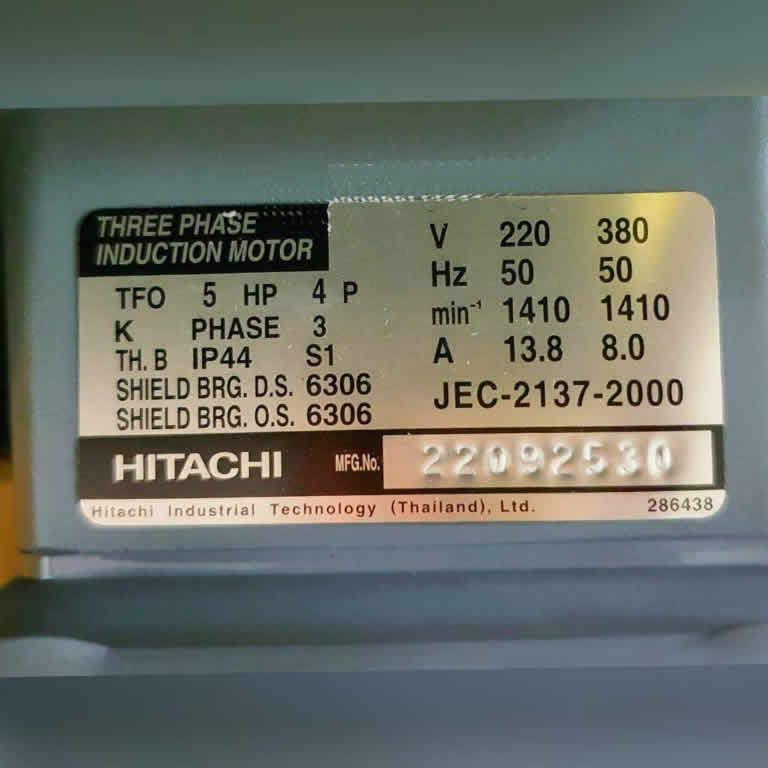 THREE PHASE
INDUCTION MOTOR
TFO 5 HP 4 P
K PHASE 3
TH. B IP44 S1
SHIELD BRG. D.S. 6306
SHIELD BRG. O.S. 6306
V 220 380
Hz 50 50
min⁻¹ 1410 1410
A 13.8 8.0
JEC-2137-2000
HITACHI MFG.No. 22092530
Hitachi Industrial Technology (Thailand), Ltd. 286438